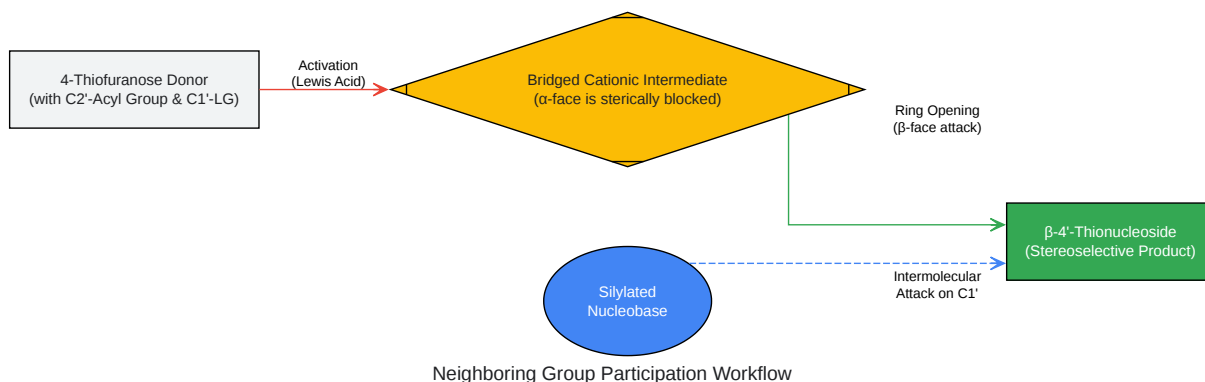 4-Thiofuranose Donor
(with C2'-Acyl Group & C1'-LG)
Activation
(Lewis Acid)
Bridged Cationic Intermediate
(α-face is sterically blocked)
Ring Opening
(β-face attack)
β-4'-Thionucleoside
(Stereoselective Product)
Silylated
Nucleobase
Intermolecular
Attack on C1'
Neighboring Group Participation Workflow